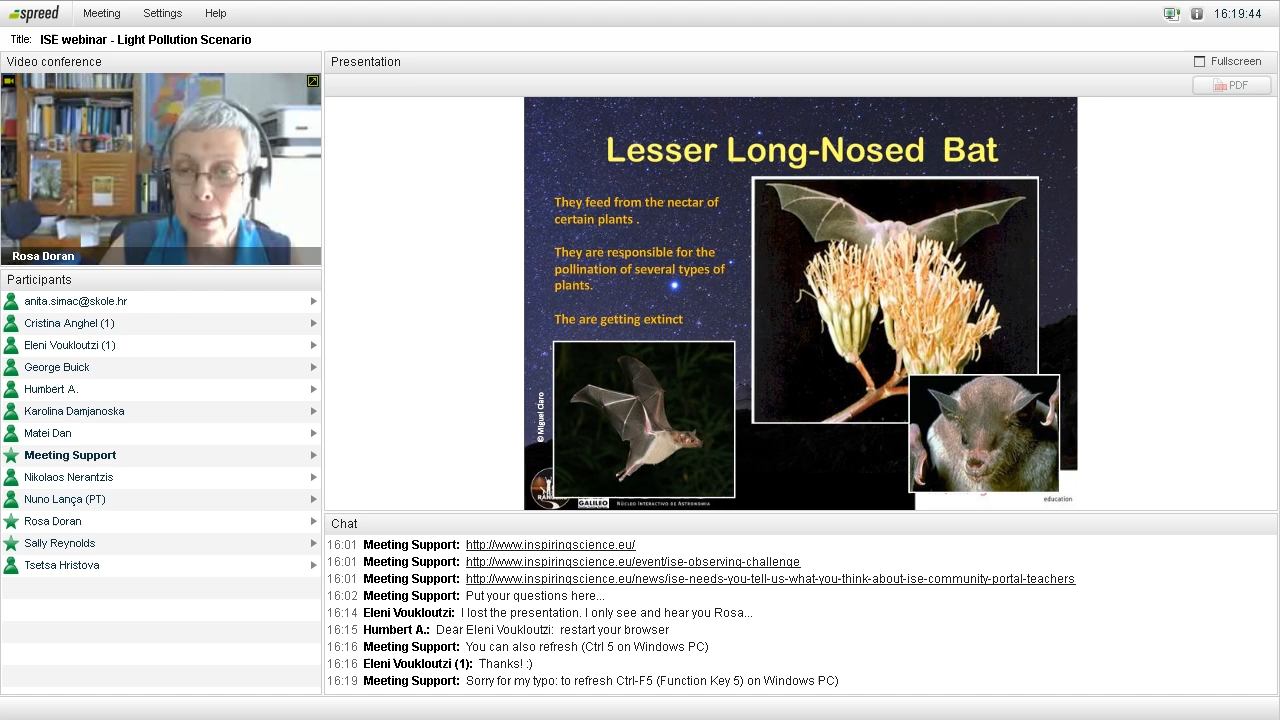 spreed Meeting Settings Help 16:19:44
Title: ISE webinar - Light Pollution Scenario
Video conference
Rosa Doran
Participants
anita.simac@skole.hr
Cristina Anghel (1)
Eleni Voukloutzi (1)
George Buick
Humbert A.
Karolina Damjanoska
Matei Dan
Meeting Support
Nikolaos Nerantzis
Nuno Lança (PT)
Rosa Doran
Sally Reynolds
Tsetsa Hristova
Presentation Fullscreen
PDF
Lesser Long-Nosed Bat
They feed from the nectar of
certain plants .
They are responsible for the
pollination of several types of
plants.
The are getting extinct
© Miguel Claro
GALILEO
NÚCLEO INTERACTIVO DE ASTRONOMIA
education
Chat
16:01 Meeting Support: http://www.inspiringscience.eu/
16:01 Meeting Support: http://www.inspiringscience.eu/event/ise-observing-challenge
16:01 Meeting Support: http://www.inspiringscience.eu/news/ise-needs-you-tell-us-what-you-think-about-ise-community-portal-teachers
16:02 Meeting Support: Put your questions here...
16:14 Eleni Voukloutzi: I lost the presentation. I only see and hear you Rosa...
16:15 Humbert A.: Dear Eleni Voukloutzi: restart your browser
16:16 Meeting Support: You can also refresh (Ctrl 5 on Windows PC)
16:16 Eleni Voukloutzi (1): Thanks! :)
16:19 Meeting Support: Sorry for my typo: to refresh Ctrl-F5 (Function Key 5) on Windows PC)